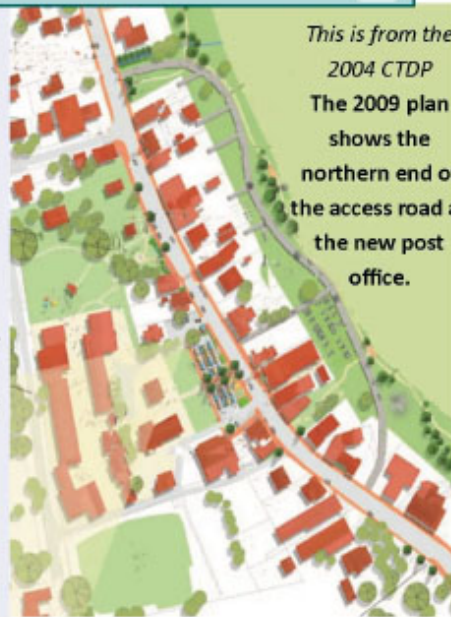 This is from the
2004 CTDP
The 2009 plan
shows the
northern end o
the access road a
the new post
office.